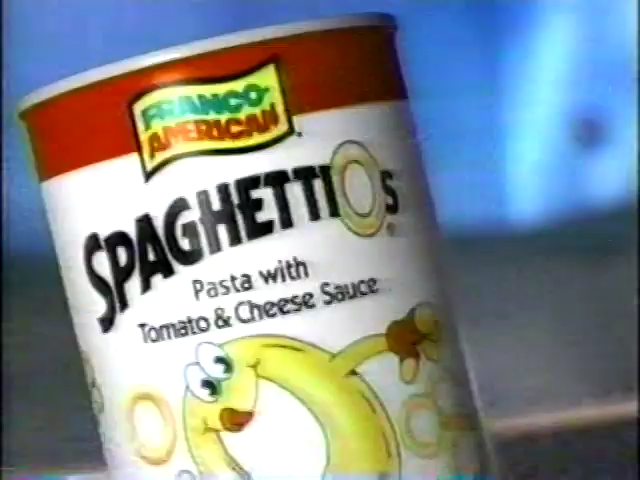 FRANCO-
AMERICAN
SPAGHETTIOS
Pasta with
Tomato & Cheese Sauce